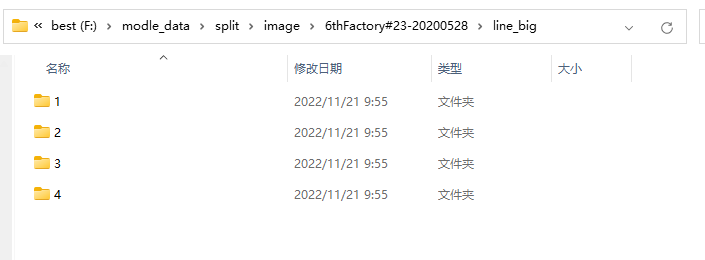 « best (F:) › modle_data › split › image › 6thFactory#23-20200528 › line_big
名称 修改日期 类型 大小
1 2022/11/21 9:55 文件夹
2 2022/11/21 9:55 文件夹
3 2022/11/21 9:55 文件夹
4 2022/11/21 9:55 文件夹